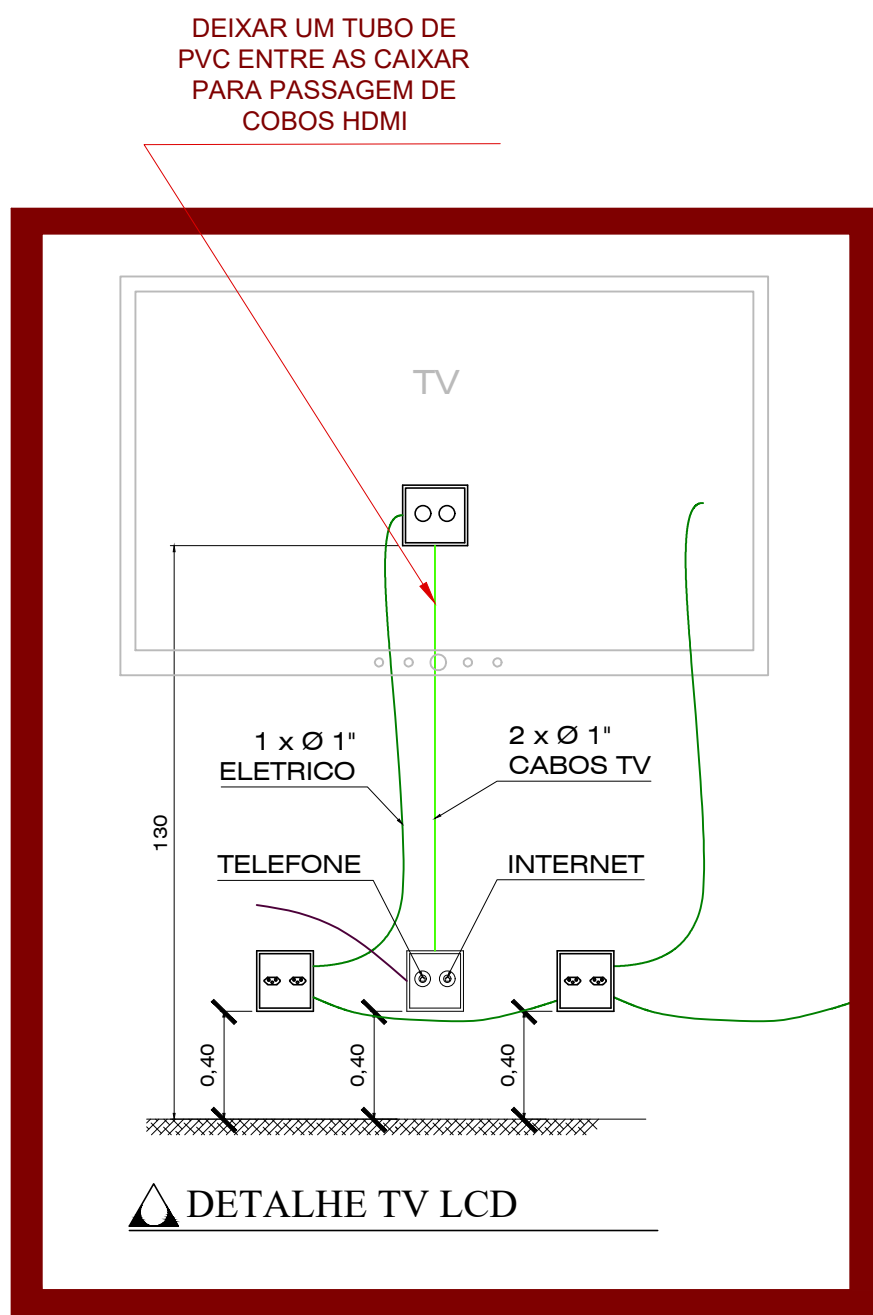 DEIXAR UM TUBO DE
PVC ENTRE AS CAIXAR
PARA PASSAGEM DE
COBOS HDMI
TV
1 x Ø 1"
ELETRICO
2 x Ø 1"
CABOS TV
130
TELEFONE
INTERNET
0,40
0,40
0,40
DETALHE TV LCD